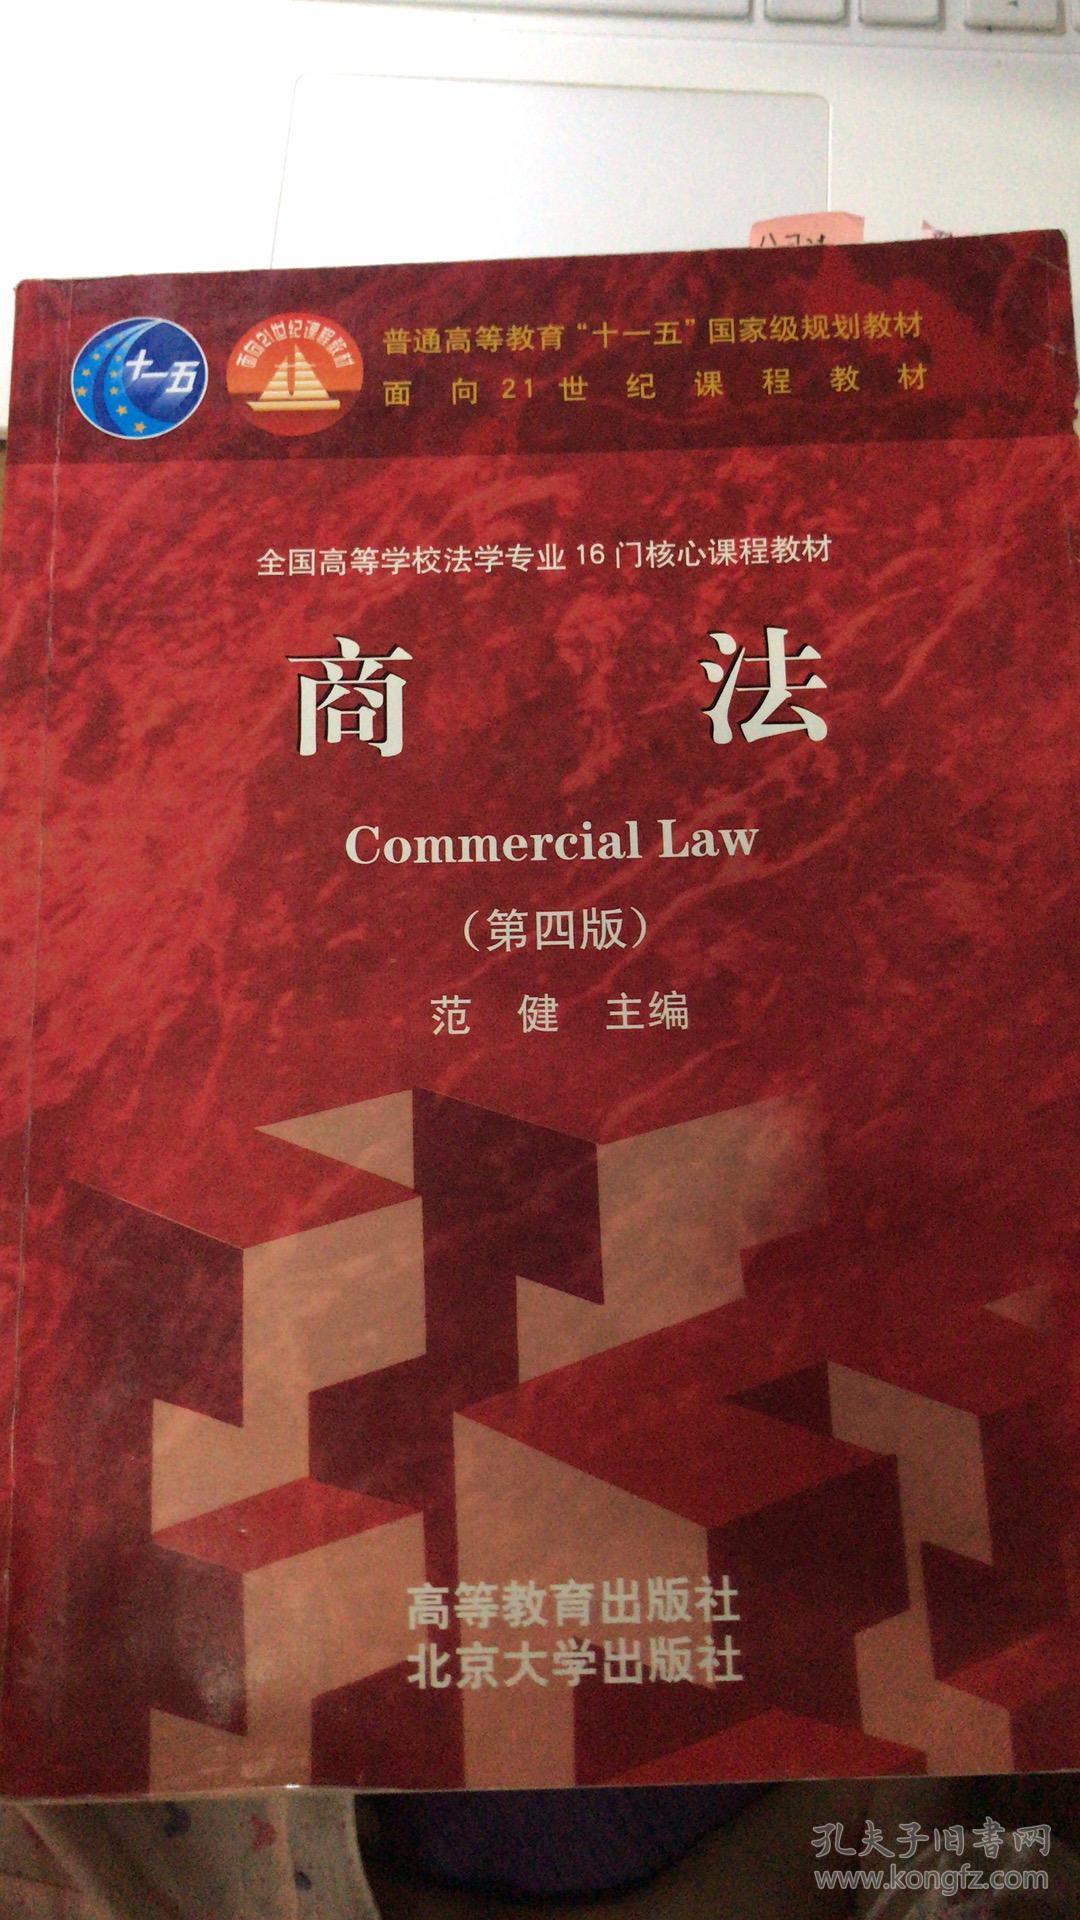 公司法
十一五
面向21世纪课程教材
普通高等教育“十一五”国家级规划教材
面向21世纪课程教材
全国高等学校法学专业16门核心课程教材
商法
Commercial Law
（第四版）
范健 主编
高等教育出版社
北京大学出版社
孔夫子旧书网
www.kongfz.com